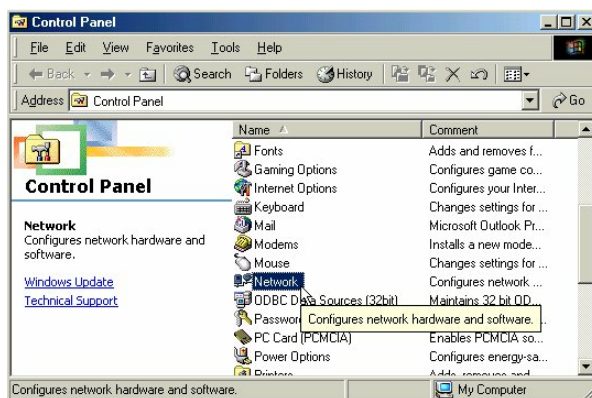 Control Panel
File Edit View Favorites Tools Help
Back Search Folders History
Address Control Panel Go
Name Comment
Control Panel
Network
Configures network hardware and
software.
Windows Update
Technical Support
Fonts Adds and removes f...
Gaming Options Configures game co...
Internet Options Configures your Inter...
Keyboard Changes settings for ...
Mail Microsoft Outlook Pr...
Modems Installs a new mode...
Mouse Changes settings for ...
Network Configures network ...
ODBC Data Sources (32bit) Maintains 32 bit OD...
Configures network hardware and software.
PC Card (PCMCIA) Enables PCMCIA so...
Power Options Configures energy-sa...
Printers Adds, removes and
Configures network hardware and software. My Computer